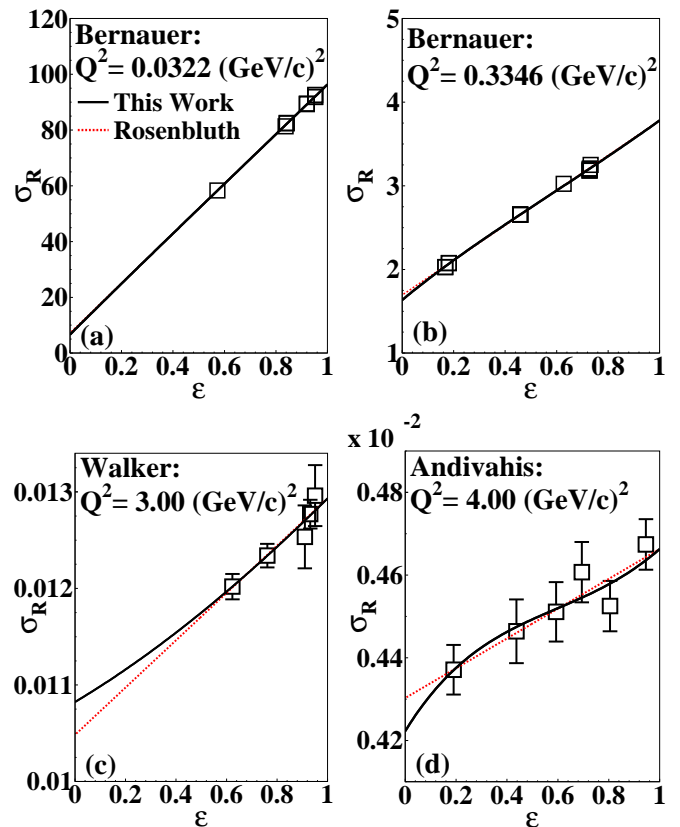 Bernauer:
Q² = 0.0322 (GeV/c)²
This Work
Rosenbluth
σ_R
120
100
80
60
40
20
0
(a)
0 0.2 0.4 0.6 0.8 1
ε
Bernauer:
Q² = 0.3346 (GeV/c)²
σ_R
5
4
3
2
1
(b)
0 0.2 0.4 0.6 0.8 1
ε
Walker:
Q² = 3.00 (GeV/c)²
σ_R
0.013
0.012
0.011
0.01
(c)
0 0.2 0.4 0.6 0.8 1
ε
x 10⁻²
Andivahis:
Q² = 4.00 (GeV/c)²
σ_R
0.48
0.46
0.44
0.42
(d)
0 0.2 0.4 0.6 0.8 1
ε